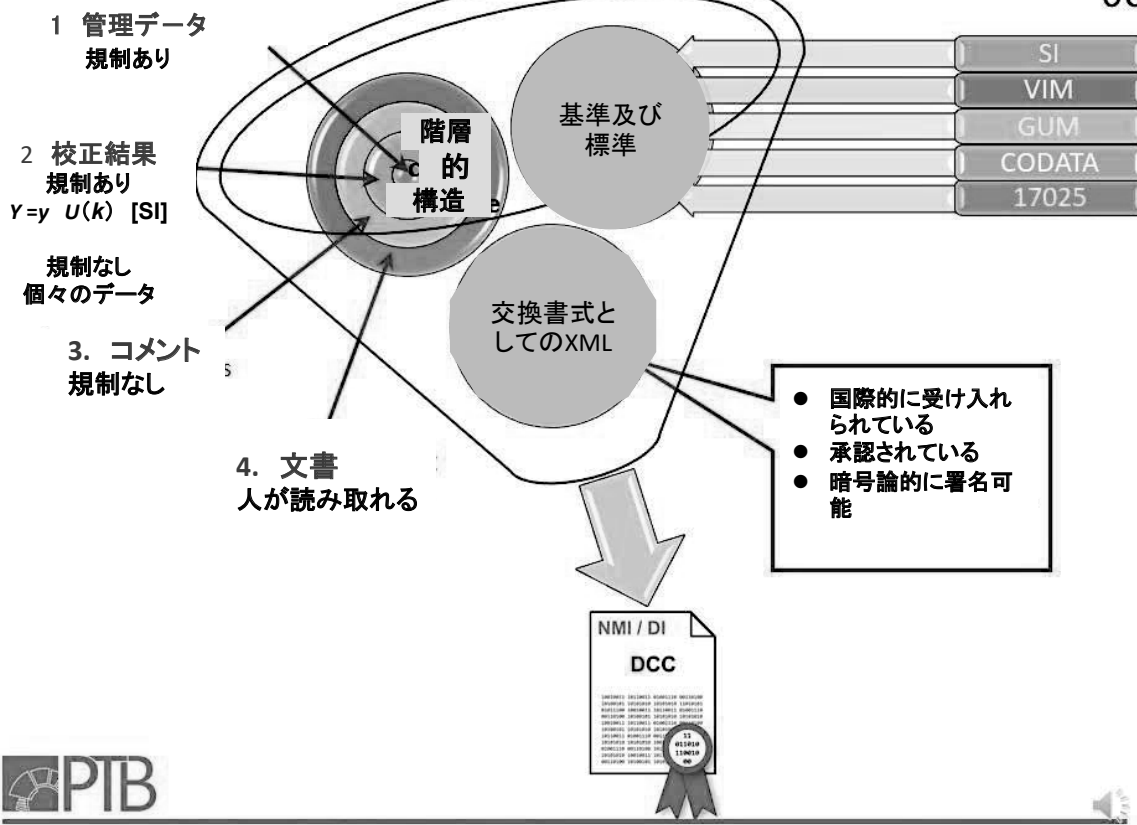 1 管理データ
規制あり
2 校正結果
規制あり
Y =y U(k) [SI]
規制なし
個々のデータ
3. コメント
規制なし
s
4. 文書
人が読み取れる
階層
c 的
構造 e
基準及び
標準
交換書式と
してのXML
SI
VIM
GUM
CODATA
17025
● 国際的に受け入れ
られている
● 承認されている
● 暗号論的に署名可
能
NMI / DI
DCC
11
011010
110010
00
PTB